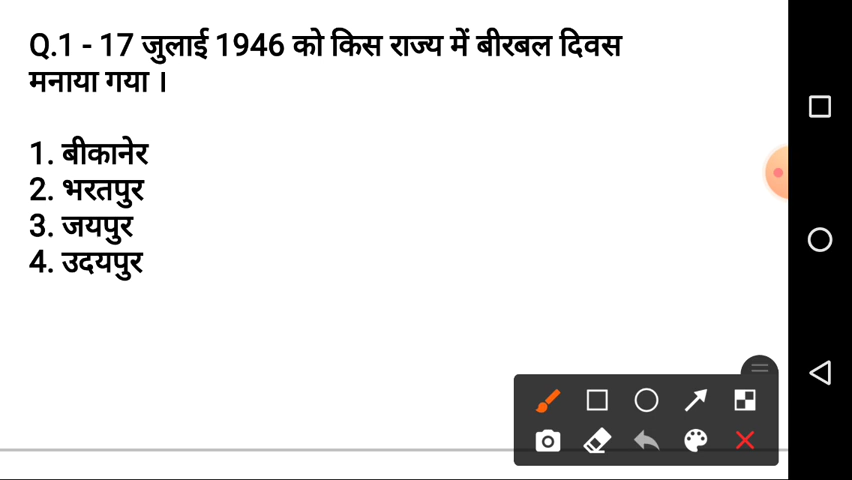 Q.1 - 17 जुलाई 1946 को किस राज्य में बीरबल दिवस
मनाया गया ।
1. बीकानेर
2. भरतपुर
3. जयपुर
4. उदयपुर